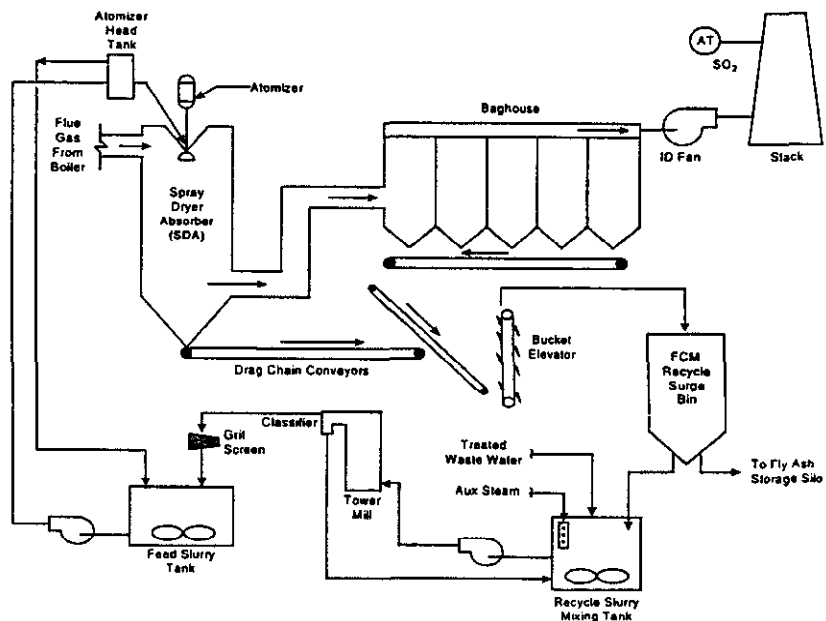 Atomizer
Head
Tank
AT
SO2
Atomizer
Baghouse
Flue
Gas
From
Boiler
ID Fan
Stack
Spray
Dryer
Absorber
(SDA)
Bucket
Elevator
FCM
Recycle
Surge
Bin
Drag Chain Conveyors
Classifier
Grit
Screen
Treated
Waste Water
To Fly Ash
Storage Silo
Aux Steam
Tower
Mill
Feed Slurry
Tank
Recycle Slurry
Mixing Tank